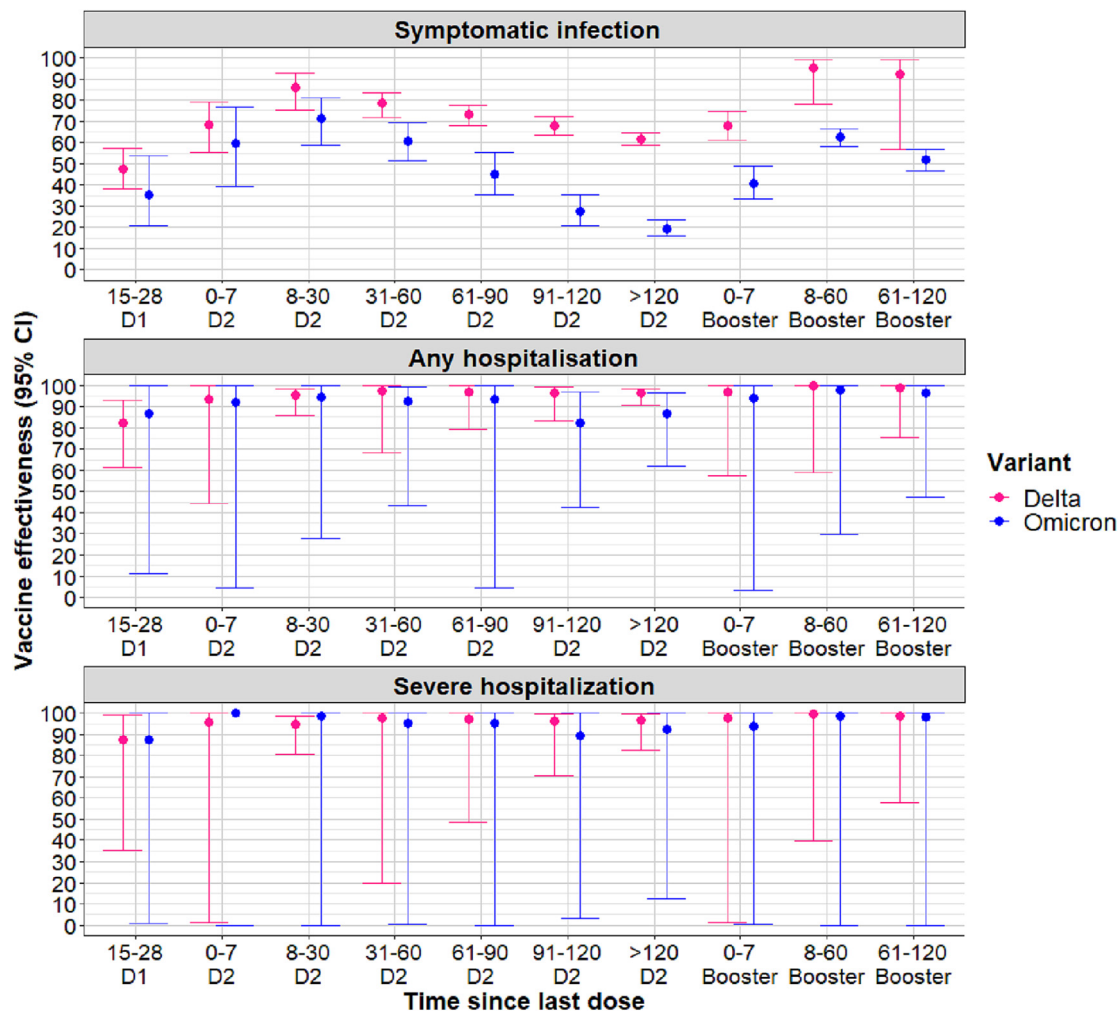 Symptomatic infection
100
90
80
70
60
50
40
30
20
10
0
15-28 0-7 8-30 31-60 61-90 91-120 >120 0-7 8-60 61-120
D1 D2 D2 D2 D2 D2 D2 Booster Booster Booster
Any hospitalisation
100
90
80
70
60
50
40
30
20
10
0
15-28 0-7 8-30 31-60 61-90 91-120 >120 0-7 8-60 61-120
D1 D2 D2 D2 D2 D2 D2 Booster Booster Booster
Severe hospitalization
100
90
80
70
60
50
40
30
20
10
0
15-28 0-7 8-30 31-60 61-90 91-120 >120 0-7 8-60 61-120
D1 D2 D2 D2 D2 D2 D2 Booster Booster Booster
Time since last dose
Vaccine effectiveness (95% CI)
Variant
Delta
Omicron